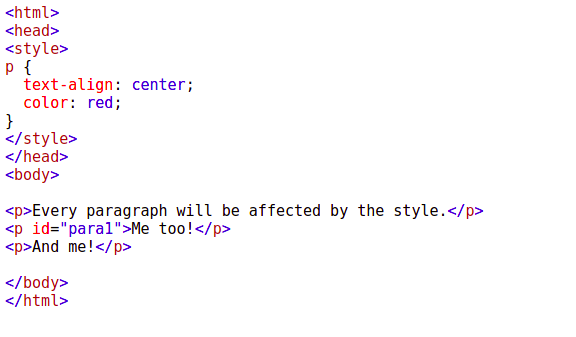 <html>
<head>
<style>
p {
  text-align: center;
  color: red;
}
</style>
</head>
<body>

<p>Every paragraph will be affected by the style.</p>
<p id="para1">Me too!</p>
<p>And me!</p>

</body>
</html>